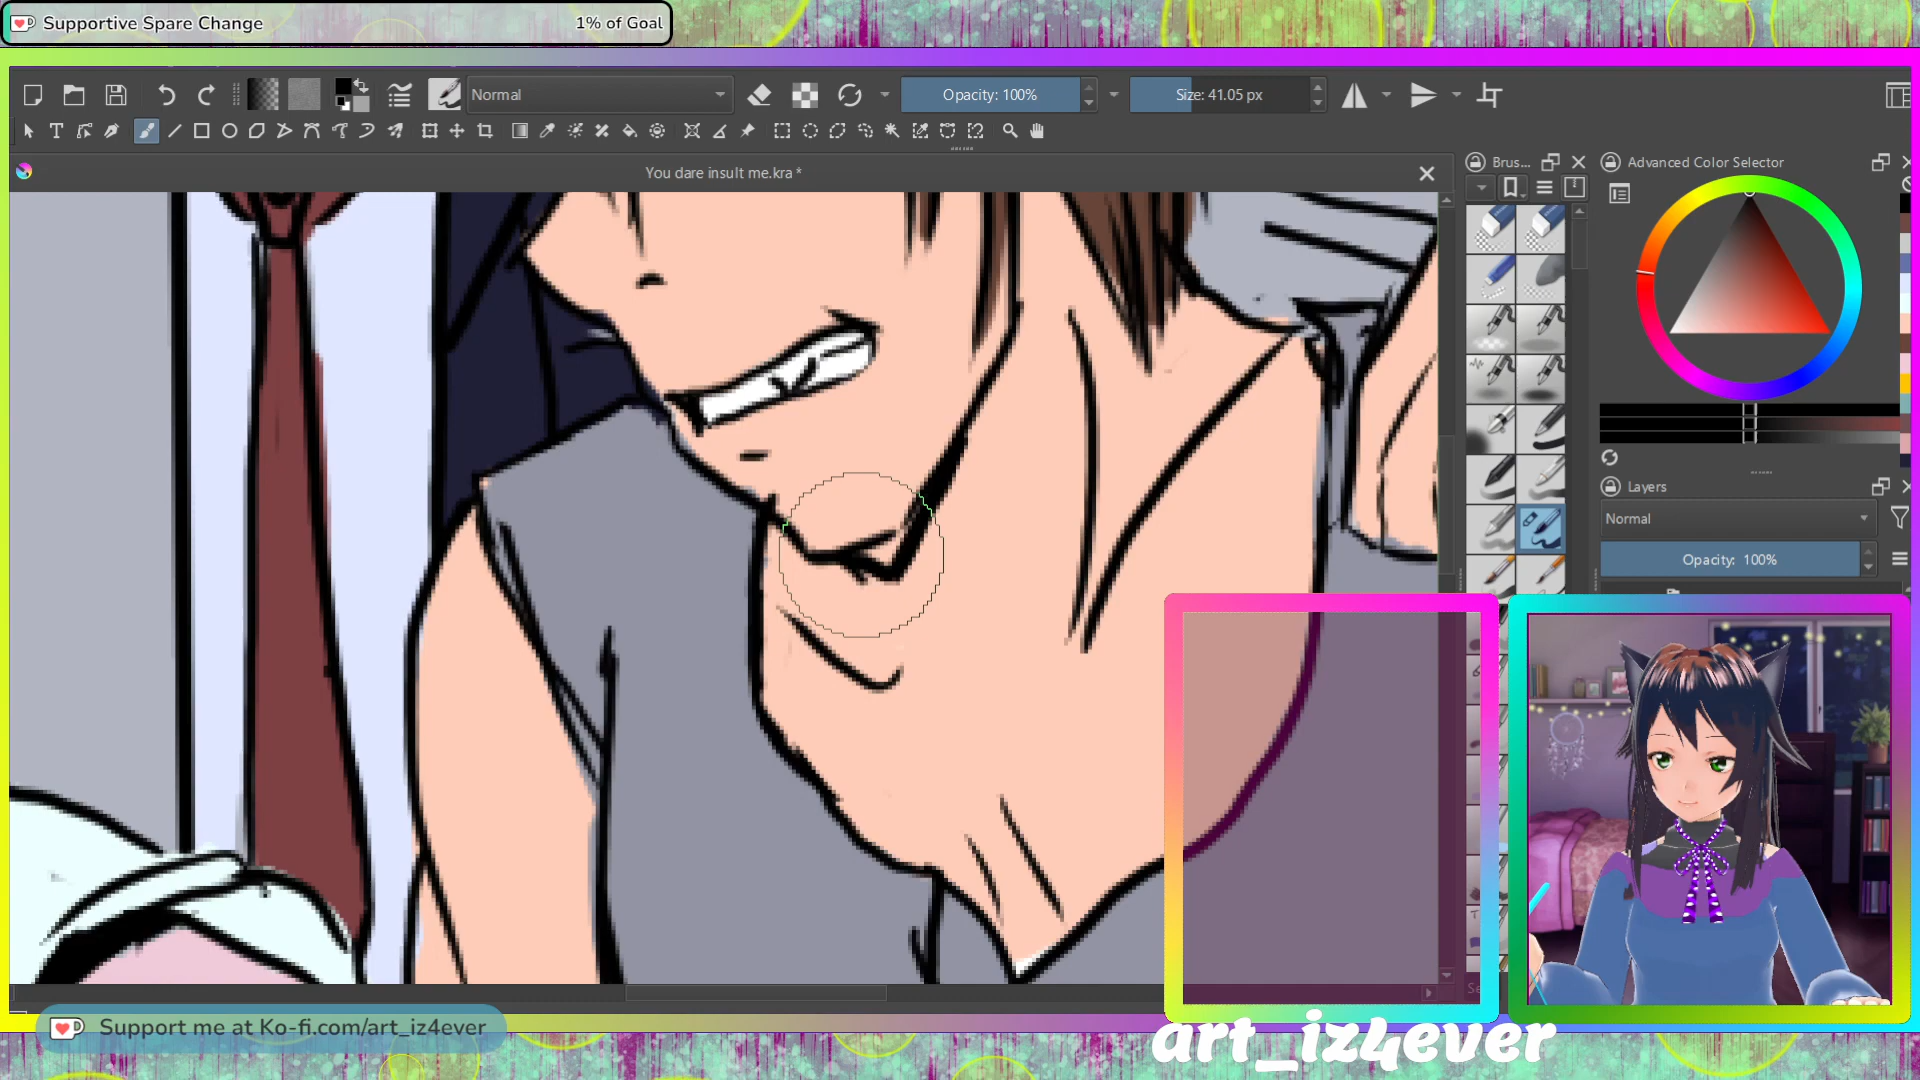 Supportive Spare Change
1% of Goal
Normal
Opacity: 100%
Size: 41.05 px
You dare insult me.kra *
Brus...
Advanced Color Selector
Layers
Normal
Opacity: 100%
Support me at Ko-fi.com/art_iz4ever
art_iz4ever